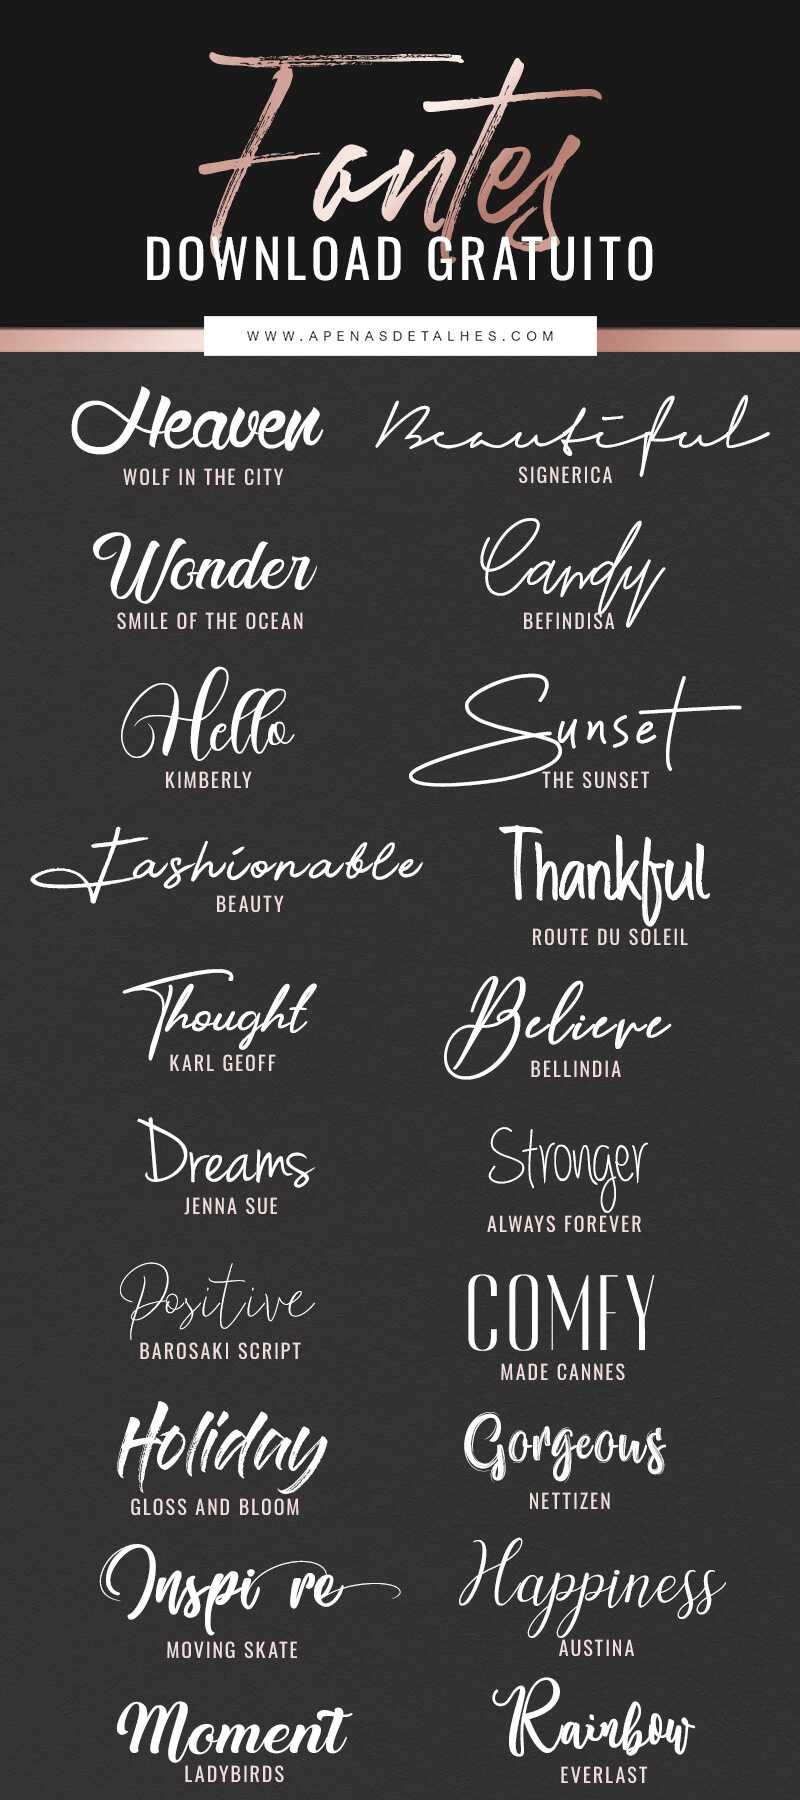 Fontes
DOWNLOAD GRATUITO
WWW.APENASDETALHES.COM
Heaven
WOLF IN THE CITY
Beautiful
SIGNERICA
Wonder
SMILE OF THE OCEAN
Candy
BEFINDISA
Hello
KIMBERLY
Sunset
THE SUNSET
Fashionable
BEAUTY
Thankful
ROUTE DU SOLEIL
Thought
KARL GEOFF
Believe
BELLINDIA
Dreams
JENNA SUE
Stronger
ALWAYS FOREVER
Positive
BAROSAKI SCRIPT
COMFY
MADE CANNES
Holiday
GLOSS AND BLOOM
Gorgeous
NETTIZEN
Inspi re
MOVING SKATE
Happiness
AUSTINA
Moment
LADYBIRDS
Rainbow
EVERLAST